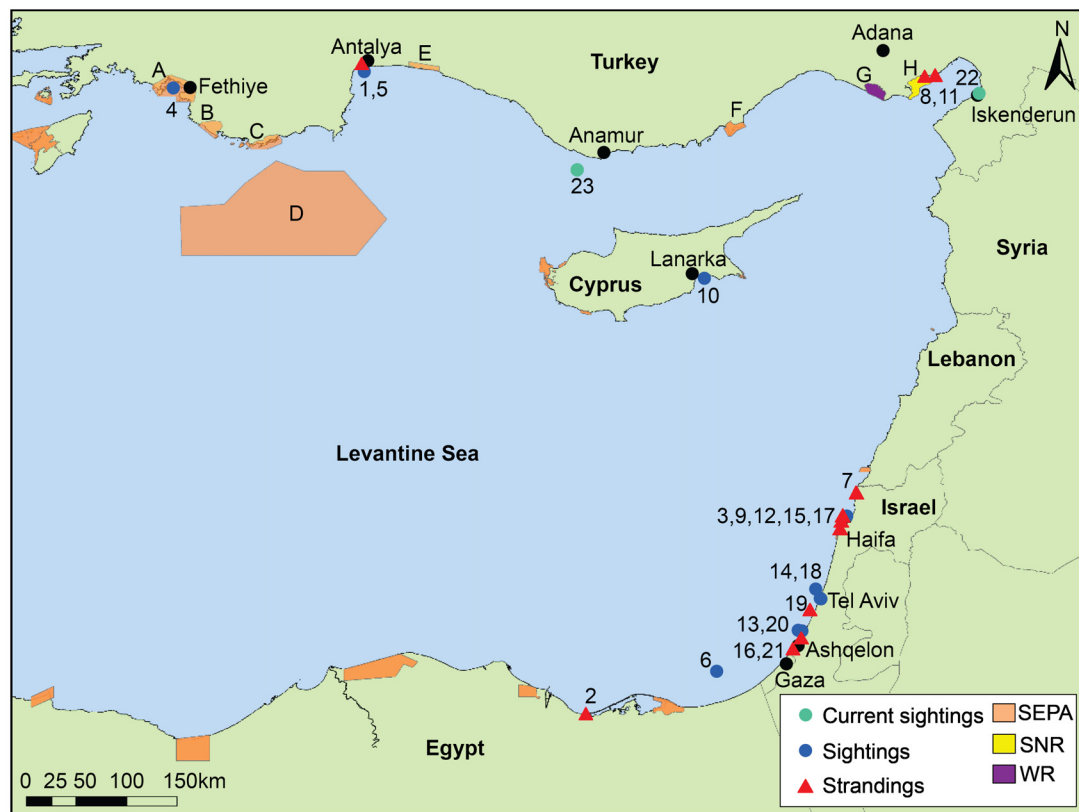 N
Adana
Antalya
E
Turkey
A
Fethiye
1,5
G
H
22
4
8,11
Iskenderun
B
C
F
Anamur
23
D
Syria
Lanarka
Cyprus
10
Lebanon
Levantine Sea
7
Israel
3,9,12,15,17
Haifa
14,18
19
Tel Aviv
13,20
16,21
Ashqelon
6
Gaza
2
Egypt
0 25 50 100 150km
Current sightings
Sightings
Strandings
SEPA
SNR
WR